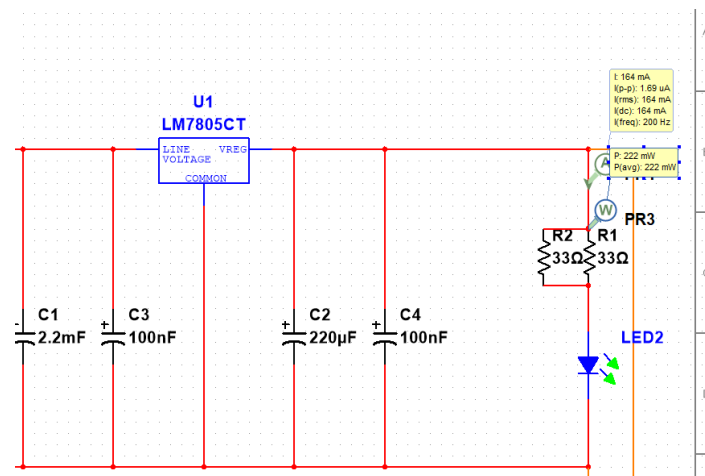 I: 164 mA
I(p-p): 1.69 uA
I(rms): 164 mA
I(dc): 164 mA
I(freq): 200 Hz
U1
LM7805CT
LINE VREG
VOLTAGE
COMMON
A
P: 222 mW
P(avg): 222 mW
W
PR3
R2 R1
33Ω 33Ω
C1 C3 C2 C4
2.2mF 100nF 220µF 100nF
LED2